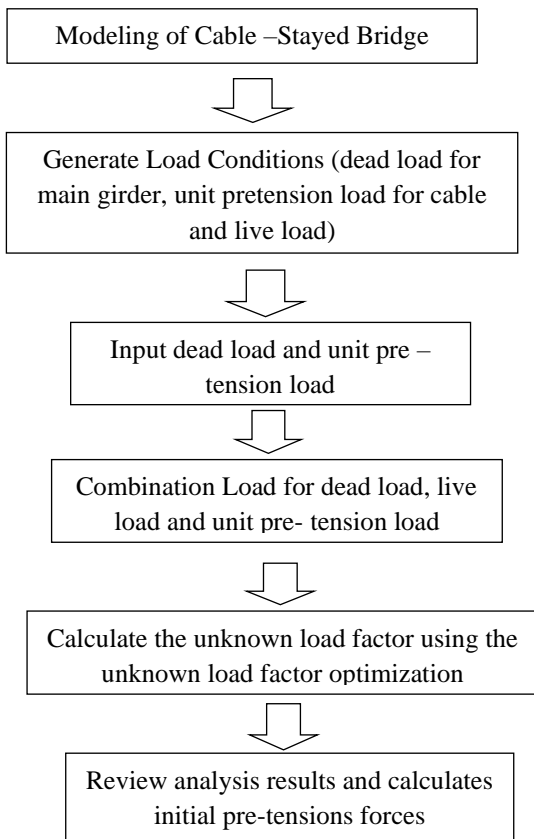 Modeling of Cable –Stayed Bridge
Generate Load Conditions (dead load for
main girder, unit pretension load for cable
and live load)
Input dead load and unit pre –
tension load
Combination Load for dead load, live
load and unit pre- tension load
Calculate the unknown load factor using the
unknown load factor optimization
Review analysis results and calculates
initial pre-tensions forces